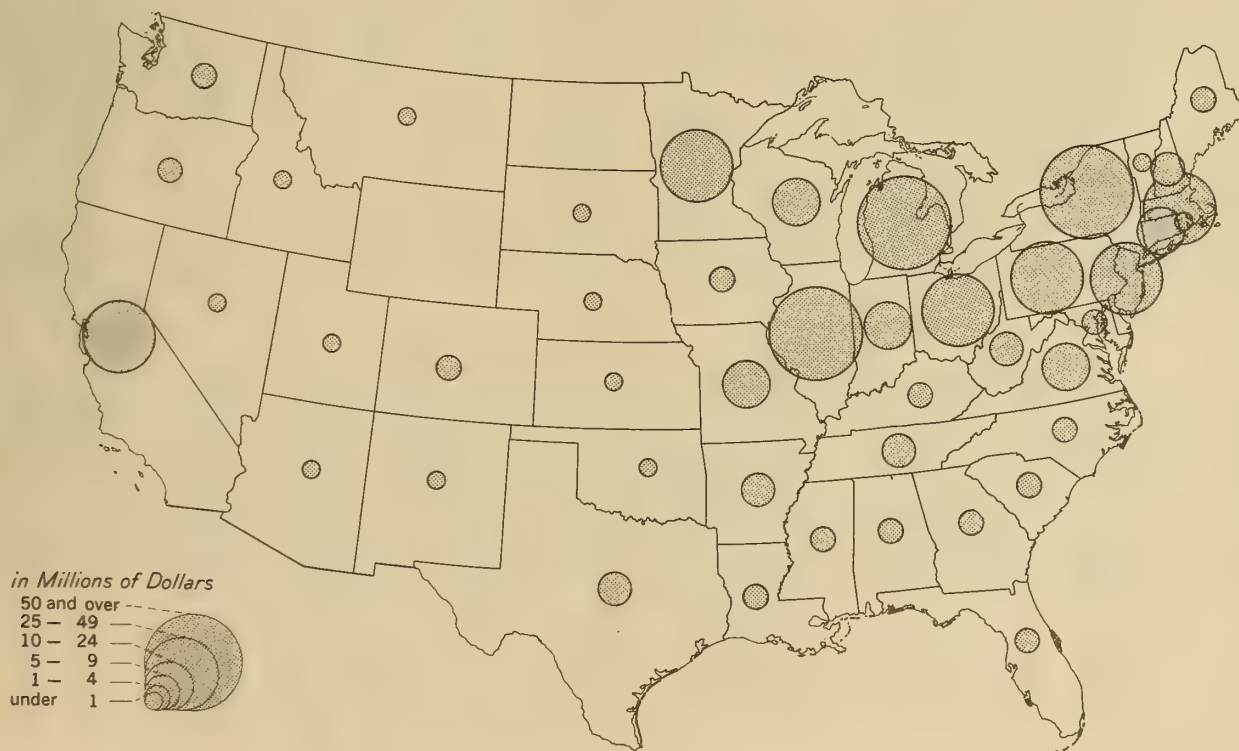 in Millions of Dollars
50 and over
25 – 49
10 – 24
5 – 9
1 – 4
under 1